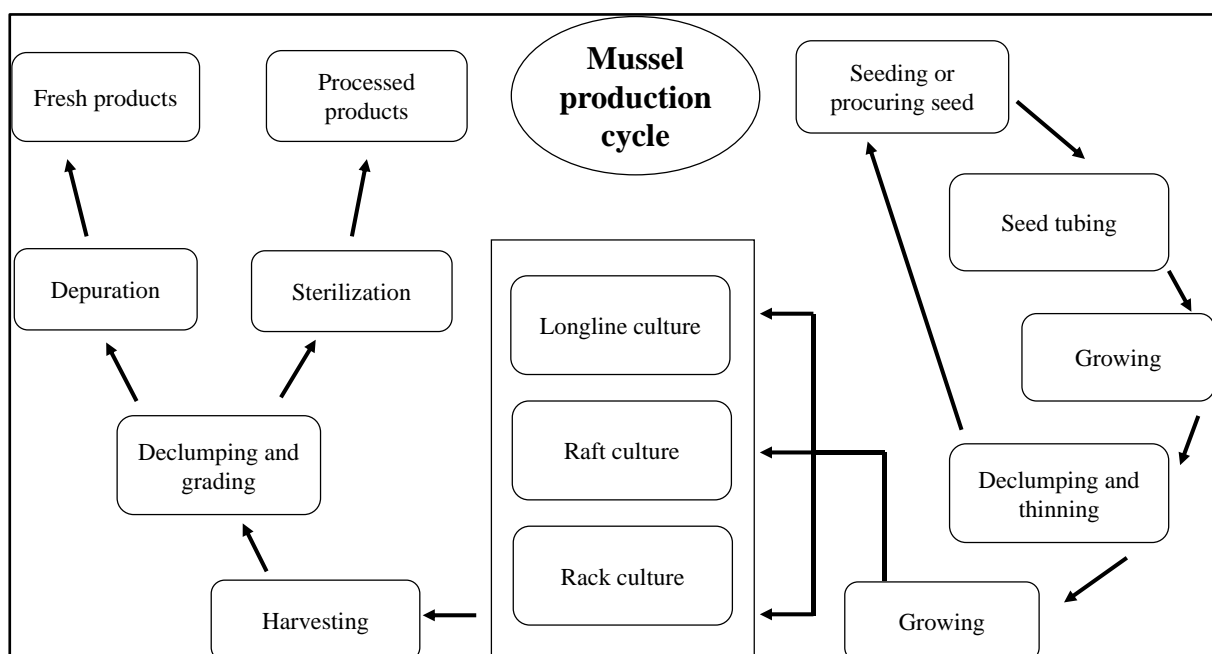 Mussel
production
cycle
Seeding or
procuring seed
Seed tubing
Growing
Declumping and
thinning
Growing
Longline culture
Raft culture
Rack culture
Harvesting
Declumping and
grading
Depuration
Sterilization
Fresh products
Processed
products